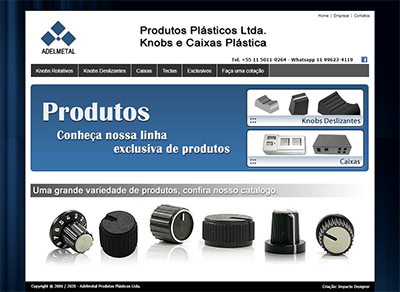 Home | Empresa | Contatos
ADELMETAL
Produtos Plásticos Ltda.
Knobs e Caixas Plástica
Tel. +55 11 5011-0264 - Whatsapp 11 99623-4119
Knobs Rotativos Knobs Deslizantes Caixas Teclas Exclusivos Faça uma cotação
Produtos
Conheça nossa linha
exclusiva de produtos
Knobs Deslizantes
Caixas
Uma grande variedade de produtos, confira nosso catalogo.
Copyright © 2006 / 2020 - Adelmetal Produtos Plásticos Ltda. Criação: Impacto Designer